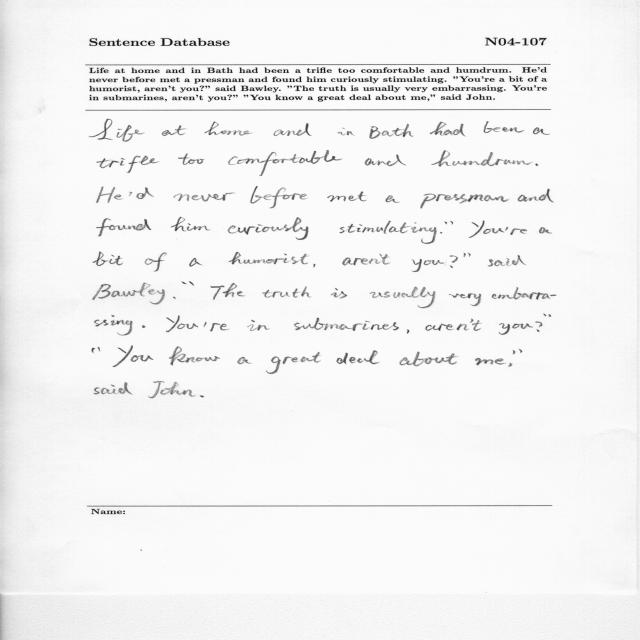 Sentence Database N04-107
Life at home and in Bath had been a trifle too comfortable and humdrum. He'd
never before met a pressman and found him curiously stimulating. "You're a bit of a
humorist, aren't you?" said Bawley. "The truth is usually very embarrassing. You're
in submarines, aren't you?" "You know a great deal about me," said John.
Life at home and in Bath had been a
trifle too comfortable and humdrum.
He'd never before met a pressman and
found him curiously stimulating." You're a
bit of a humorist, aren't you?" said
Bawley." The truth is usually very embarra-
ssing. You're in submarines, aren't you?"
" You know a great deal about me,"
said John.
Name: